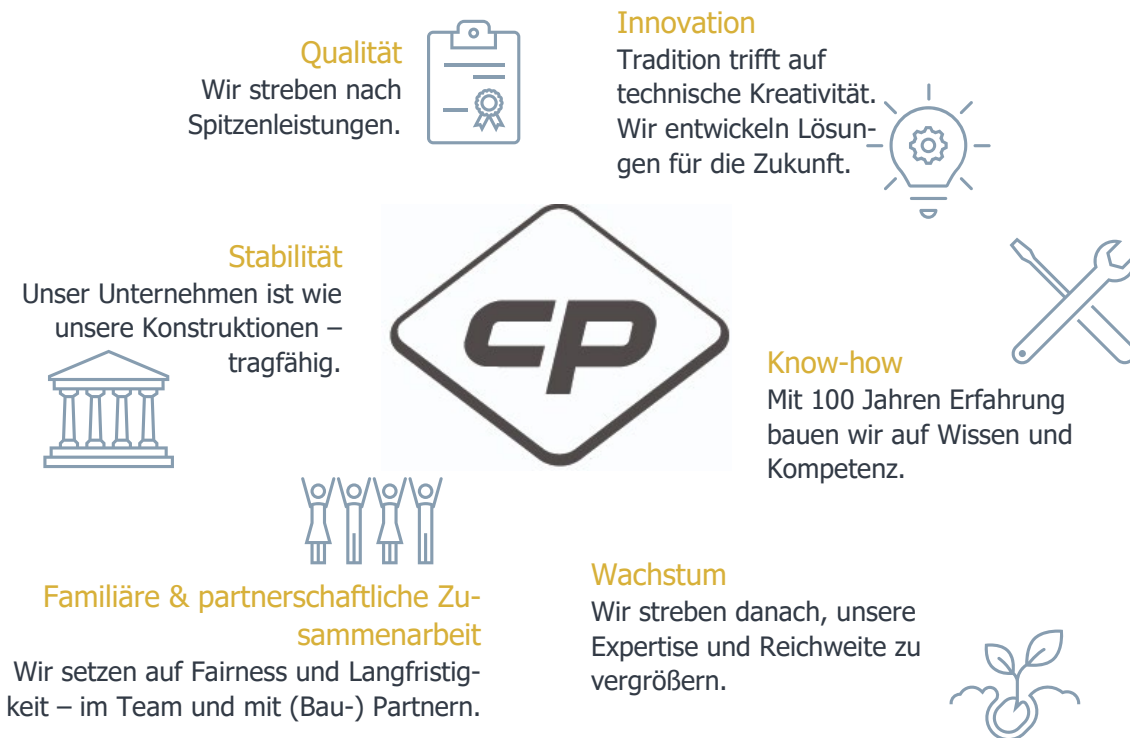 Qualität
Wir streben nach
Spitzenleistungen.
Innovation
Tradition trifft auf
technische Kreativität.
Wir entwickeln Lösun-
gen für die Zukunft.
Stabilität
Unser Unternehmen ist wie
unsere Konstruktionen –
tragfähig.
CP
Know-how
Mit 100 Jahren Erfahrung
bauen wir auf Wissen und
Kompetenz.
Familiäre & partnerschaftliche Zu-
sammenarbeit
Wir setzen auf Fairness und Langfristig-
keit – im Team und mit (Bau-) Partnern.
Wachstum
Wir streben danach, unsere
Expertise und Reichweite zu
vergrößern.